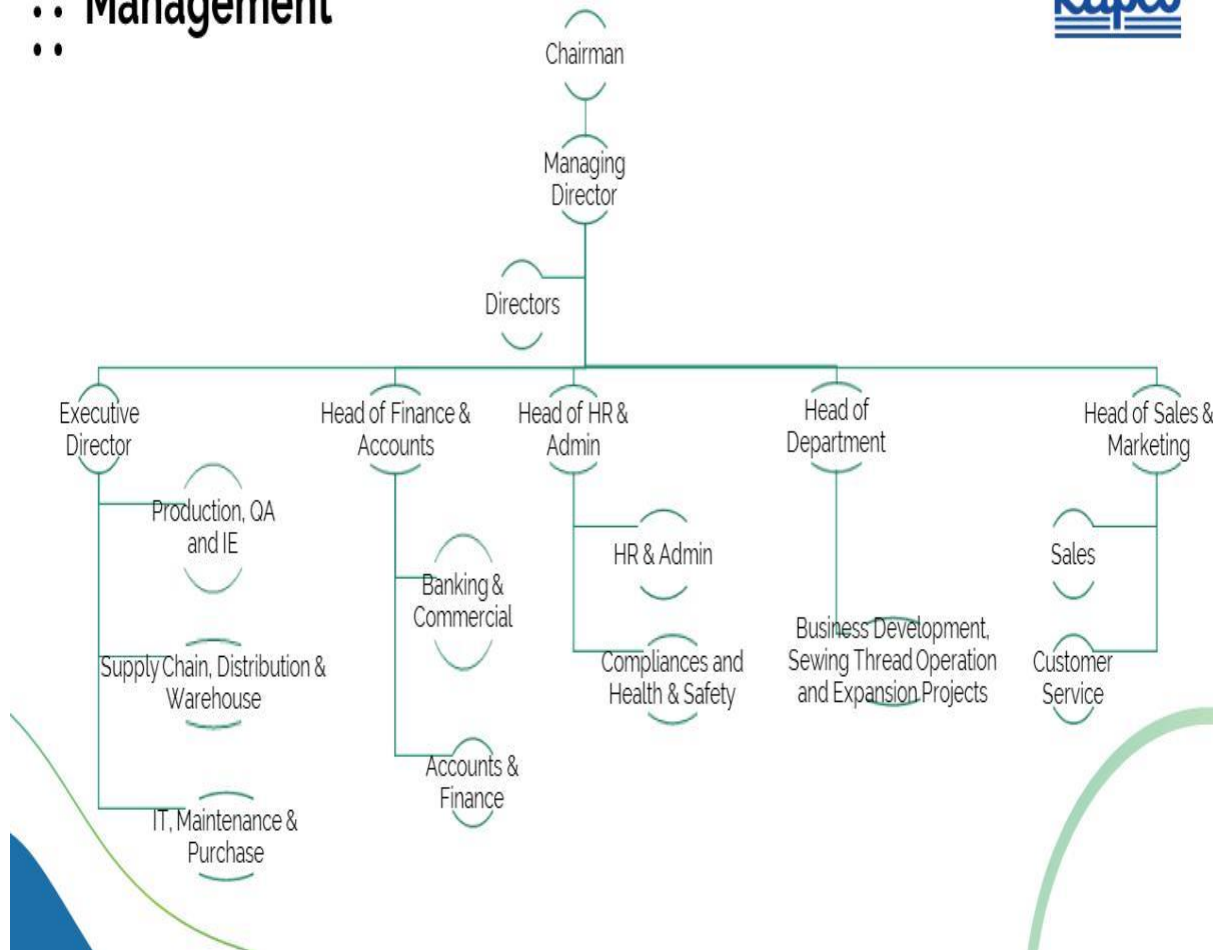 Management
Chairman
Managing
Director
Directors
Executive
Director
Head of Finance &
Accounts
Head of HR &
Admin
Head of
Department
Head of Sales &
Marketing
Production, QA
and IE
Supply Chain, Distribution &
Warehouse
IT, Maintenance &
Purchase
Banking &
Commercial
Accounts &
Finance
HR & Admin
Compliances and
Health & Safety
Business Development,
Sewing Thread Operation
and Expansion Projects
Sales
Customer
Service